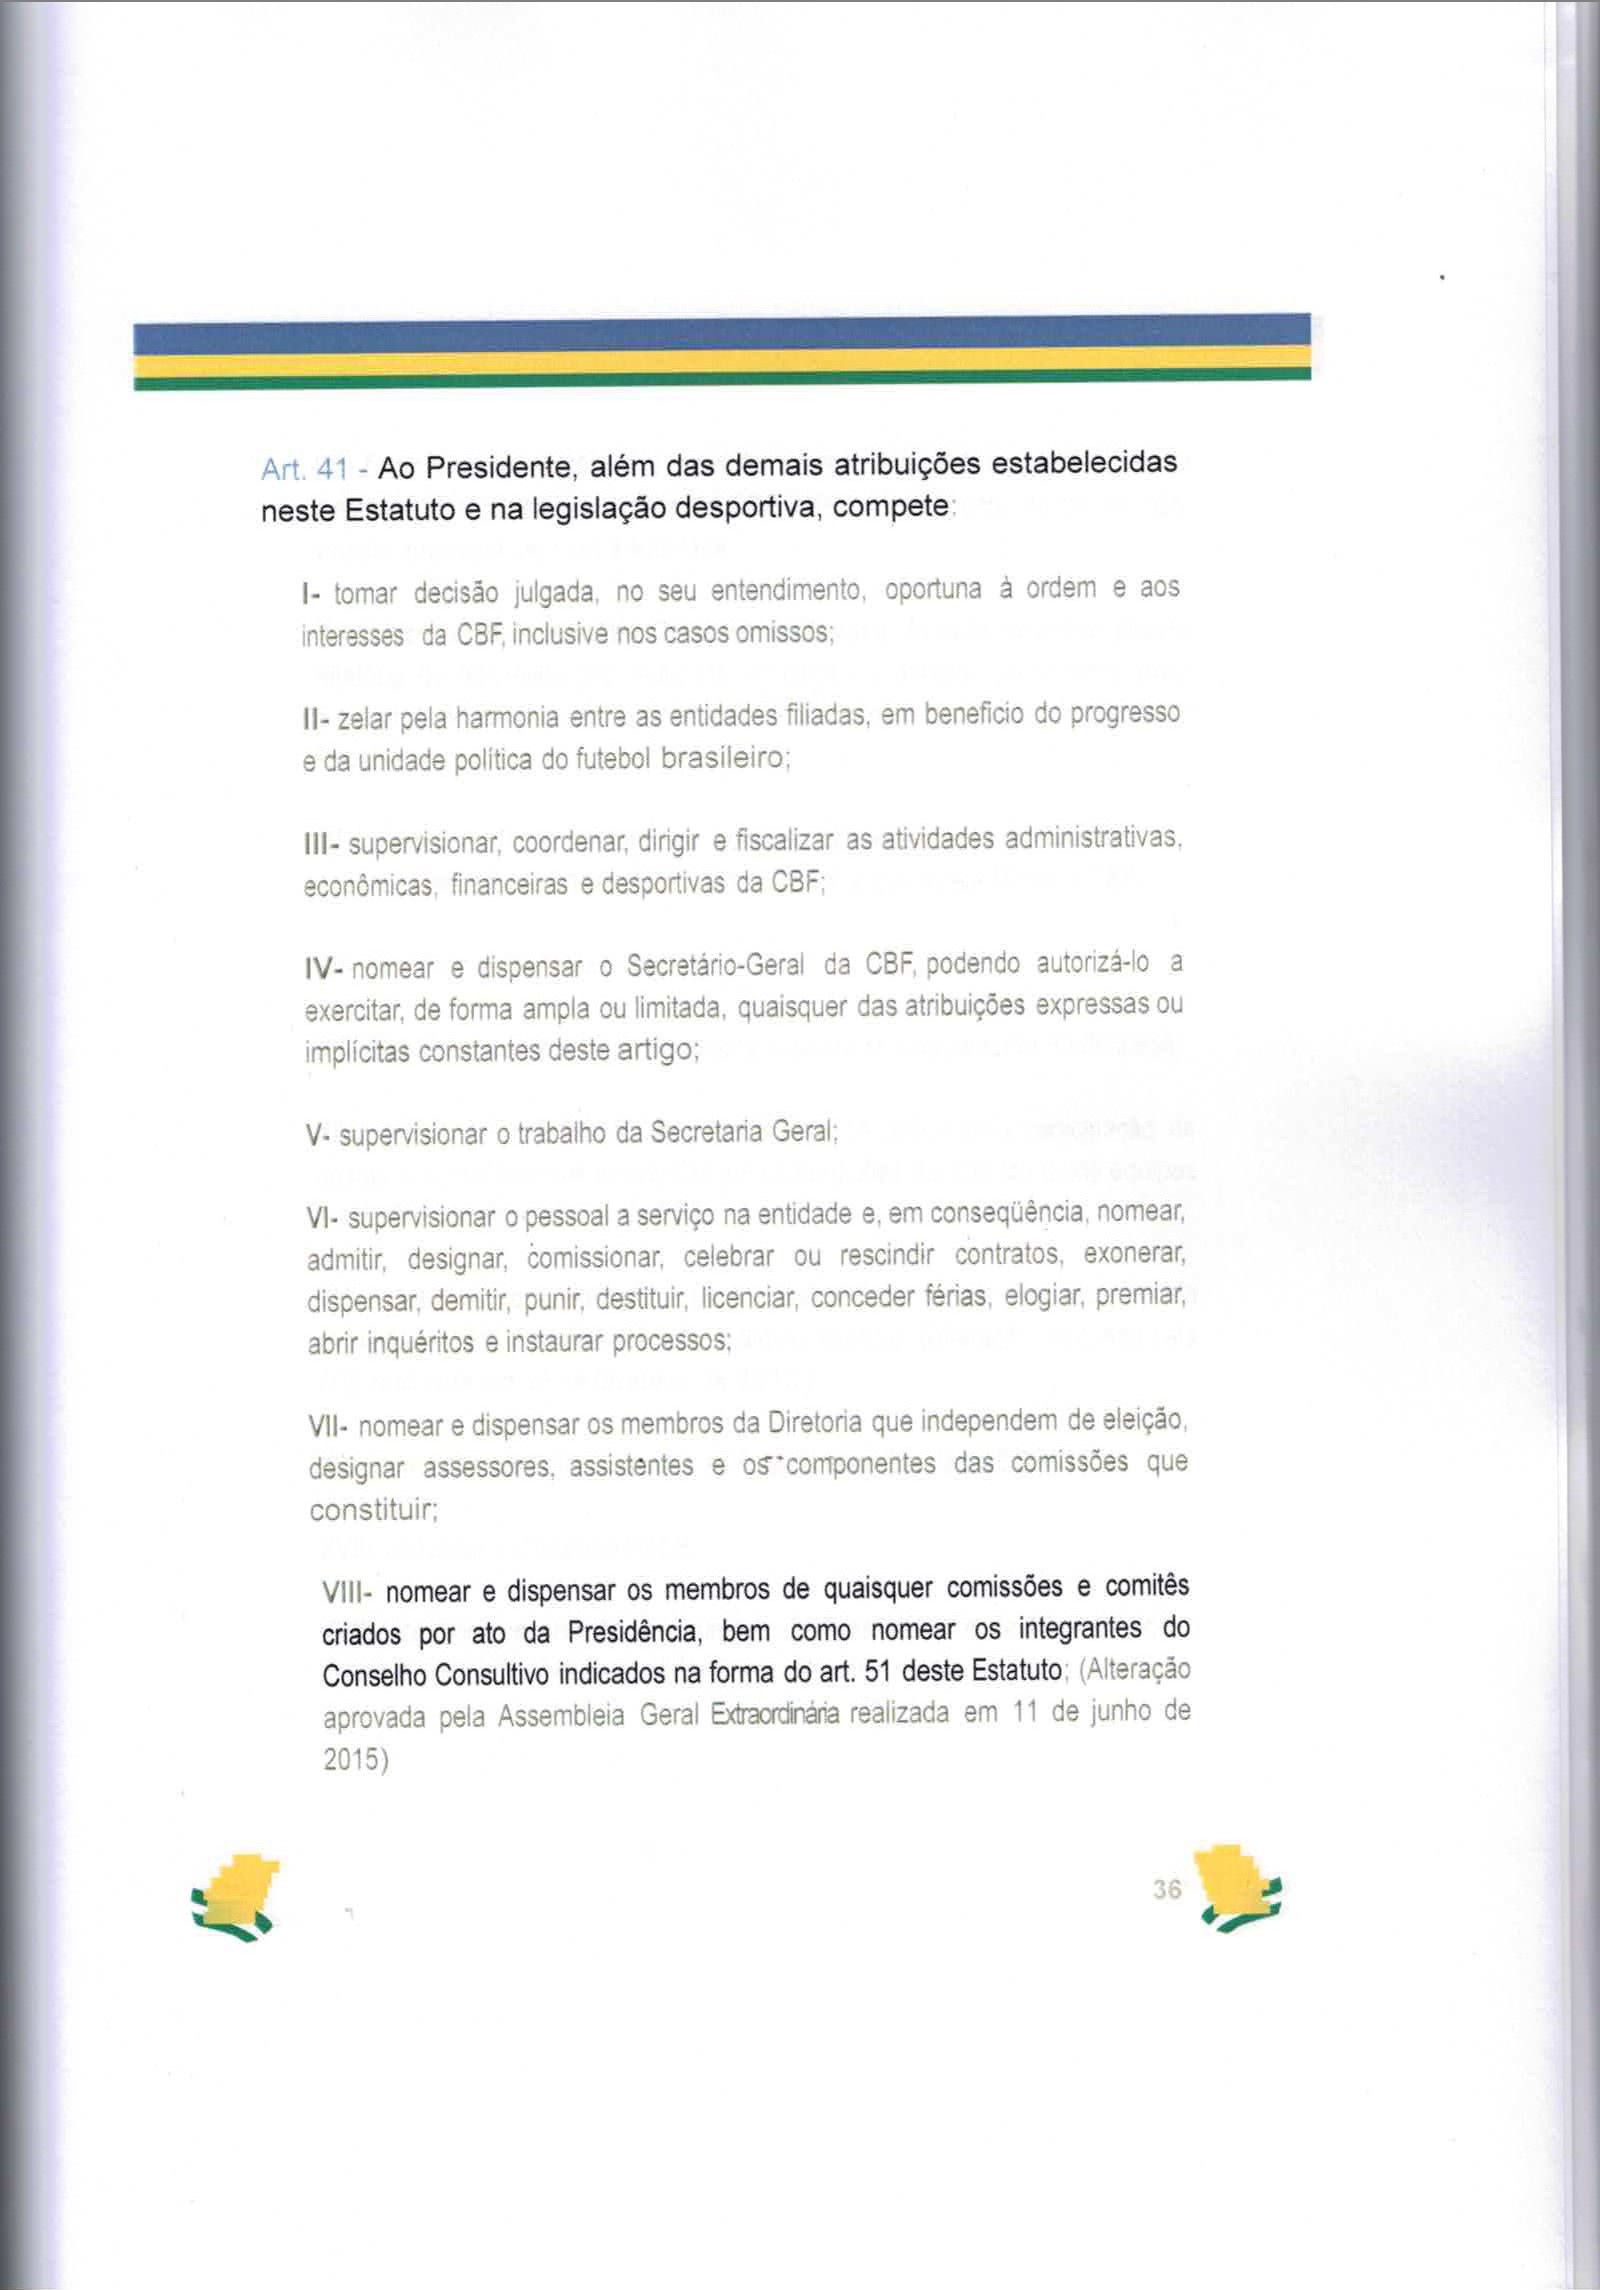 Art. 41 - Ao Presidente, além das demais atribuições estabelecidas
neste Estatuto e na legislação desportiva, compete:
I- tomar decisão julgada, no seu entendimento, oportuna à ordem e aos
interesses da CBF, inclusive nos casos omissos;
II- zelar pela harmonia entre as entidades filiadas, em benefício do progresso
e da unidade política do futebol brasileiro;
III- supervisionar, coordenar, dirigir e fiscalizar as atividades administrativas,
econômicas, financeiras e desportivas da CBF;
IV- nomear e dispensar o Secretário-Geral da CBF, podendo autorizá-lo a
exercitar, de forma ampla ou limitada, quaisquer das atribuições expressas ou
implícitas constantes deste artigo;
V- supervisionar o trabalho da Secretaria Geral;
VI- supervisionar o pessoal a serviço na entidade e, em conseqüência, nomear,
admitir, designar, comissionar, celebrar ou rescindir contratos, exonerar,
dispensar, demitir, punir, destituir, licenciar, conceder férias, elogiar, premiar,
abrir inquéritos e instaurar processos;
VII- nomear e dispensar os membros da Diretoria que independem de eleição,
designar assessores, assistentes e os componentes das comissões que
constituir;
VIII- nomear e dispensar os membros de quaisquer comissões e comitês
criados por ato da Presidência, bem como nomear os integrantes do
Conselho Consultivo indicados na forma do art. 51 deste Estatuto; (Alteração
aprovada pela Assembleia Geral Extraordinária realizada em 11 de junho de
2015)
36